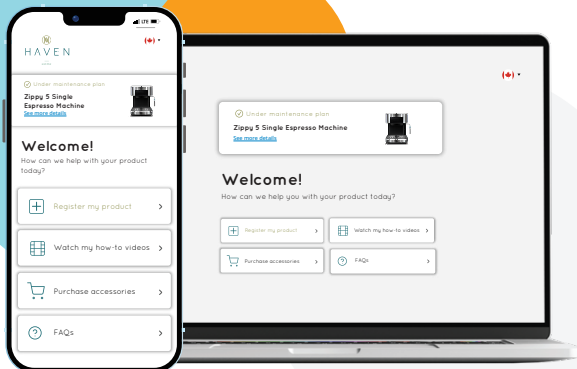 LTE
HAVEN
Under maintenance plan
Zippy 5 Single
Espresso Machine
See more details
Welcome!
How can we help with your product
today?
Register my product
Watch my how-to videos
Purchase accessories
FAQs
Under maintenance plan
Zippy 5 Single Espresso Machine
See more details
Welcome!
How can we help you with your product today?
Register my product
Watch my how-to videos
Purchase accessories
FAQs